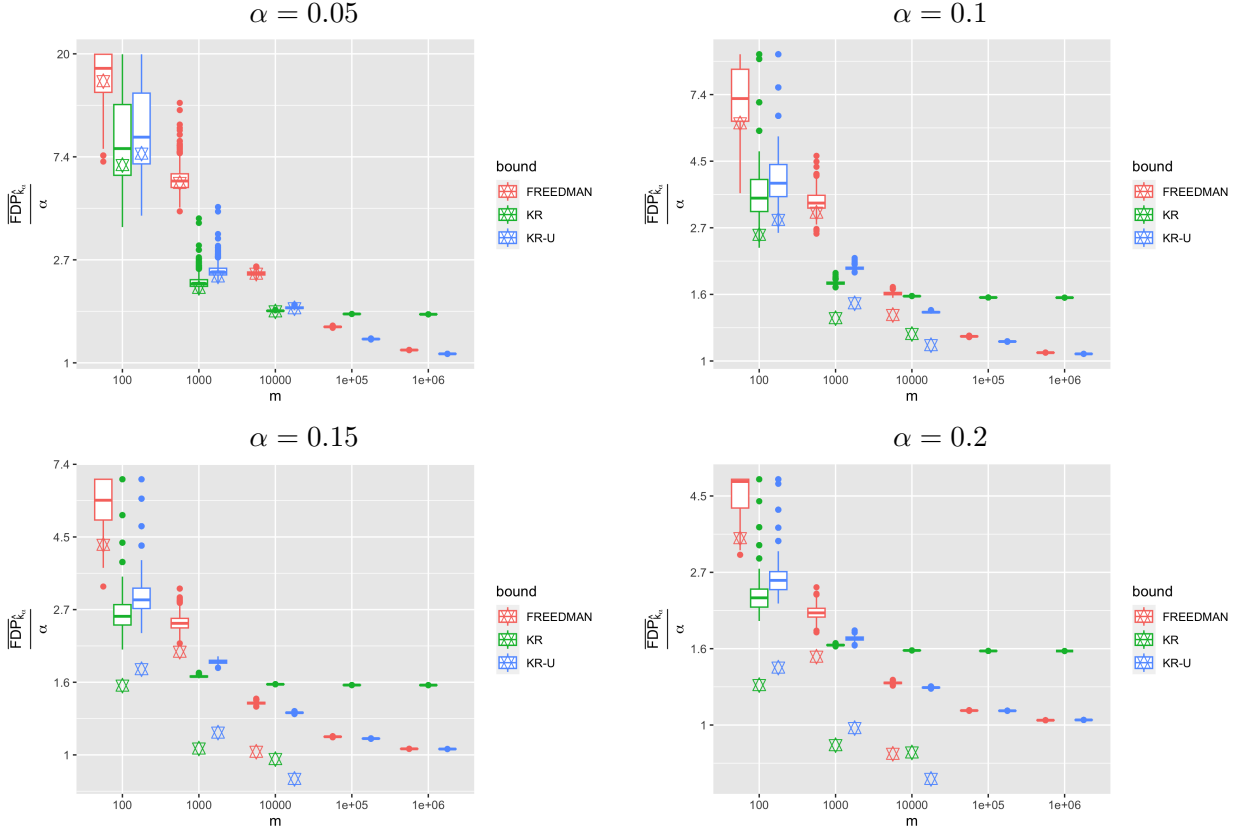 α = 0.05
20
7.4
2.7
1
100
1000
10000
1e+05
1e+06
m
FDP k̂α
α
bound
FREEDMAN
KR
KR-U
α = 0.1
7.4
4.5
2.7
1.6
1
100
1000
10000
1e+05
1e+06
m
FDP k̂α
α
bound
FREEDMAN
KR
KR-U
α = 0.15
7.4
4.5
2.7
1.6
1
100
1000
10000
1e+05
1e+06
m
FDP k̂α
α
bound
FREEDMAN
KR
KR-U
α = 0.2
4.5
2.7
1.6
1
100
1000
10000
1e+05
1e+06
m
FDP k̂α
α
bound
FREEDMAN
KR
KR-U